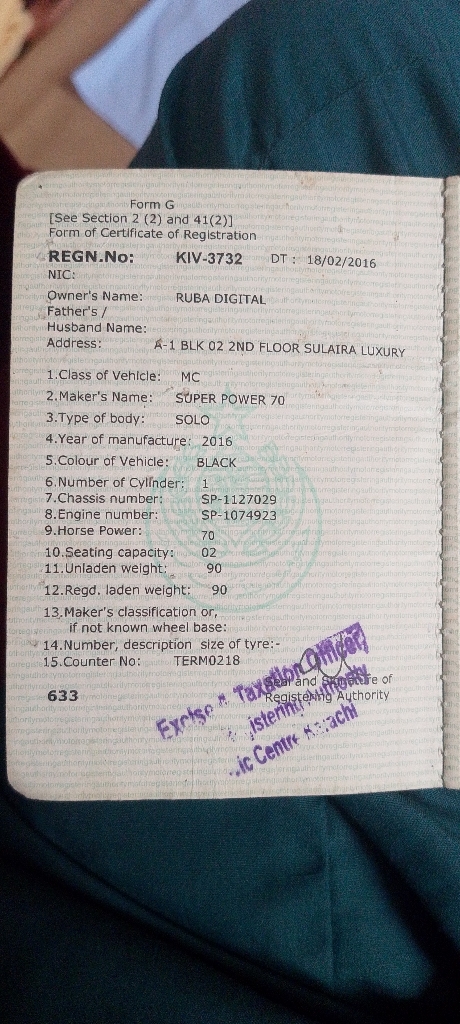 Form G
[See Section 2 (2) and 41(2)]
Form of Certificate of Registration
REGN.No: KIV-3732 DT : 18/02/2016
NIC:
Owner's Name: RUBA DIGITAL
Father's /
Husband Name:
Address: A-1 BLK 02 2ND FLOOR SULAIRA LUXURY
1.Class of Vehicle: MC
2.Maker's Name: SUPER POWER 70
3.Type of body: SOLO
4.Year of manufacture: 2016
5.Colour of Vehicle: BLACK
6.Number of Cylinder: 1
7.Chassis number: SP-1127029
8.Engine number: SP-1074923
9.Horse Power: 70
10.Seating capacity: 02
11.Unladen weight: 90
12.Regd. laden weight: 90
13.Maker's classification or,
if not known wheel base:
14.Number, description size of tyre:-
15.Counter No: TERM0218
633
Seal and Signature of
Registering Authority
Excise & Taxation Officer
Centre Karachi